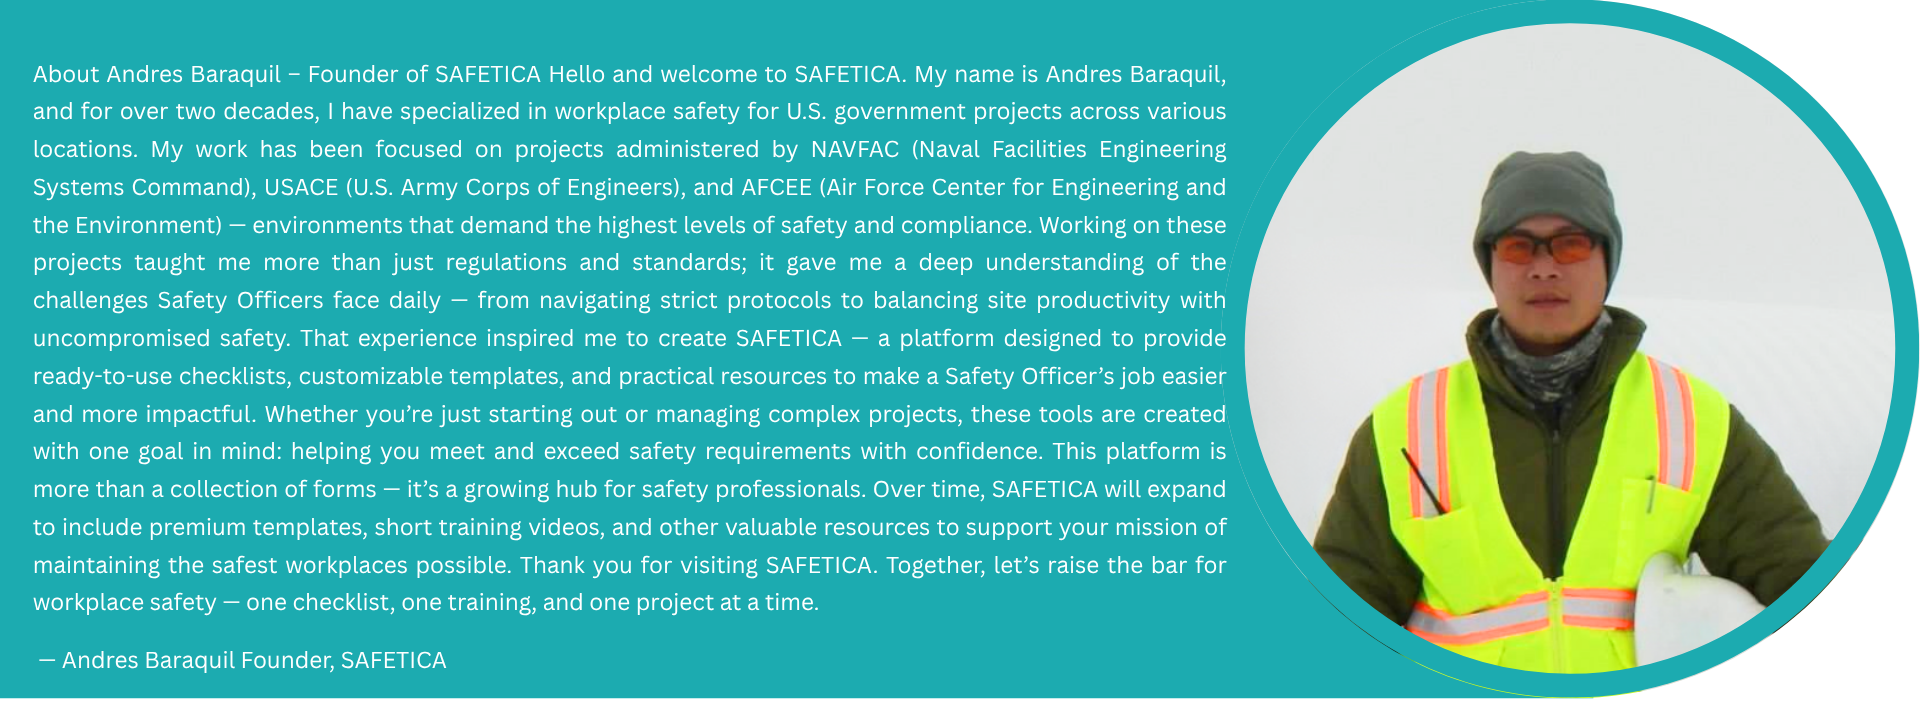 About Andres Baraquil – Founder of SAFETICA Hello and welcome to SAFETICA. My name is Andres Baraquil,
and for over two decades, I have specialized in workplace safety for U.S. government projects across various
locations. My work has been focused on projects administered by NAVFAC (Naval Facilities Engineering
Systems Command), USACE (U.S. Army Corps of Engineers), and AFCEE (Air Force Center for Engineering and
the Environment) — environments that demand the highest levels of safety and compliance. Working on these
projects taught me more than just regulations and standards; it gave me a deep understanding of the
challenges Safety Officers face daily — from navigating strict protocols to balancing site productivity with
uncompromised safety. That experience inspired me to create SAFETICA — a platform designed to provide
ready-to-use checklists, customizable templates, and practical resources to make a Safety Officer’s job easier
and more impactful. Whether you’re just starting out or managing complex projects, these tools are created
with one goal in mind: helping you meet and exceed safety requirements with confidence. This platform is
more than a collection of forms — it’s a growing hub for safety professionals. Over time, SAFETICA will expand
to include premium templates, short training videos, and other valuable resources to support your mission of
maintaining the safest workplaces possible. Thank you for visiting SAFETICA. Together, let’s raise the bar for
workplace safety — one checklist, one training, and one project at a time.
— Andres Baraquil Founder, SAFETICA